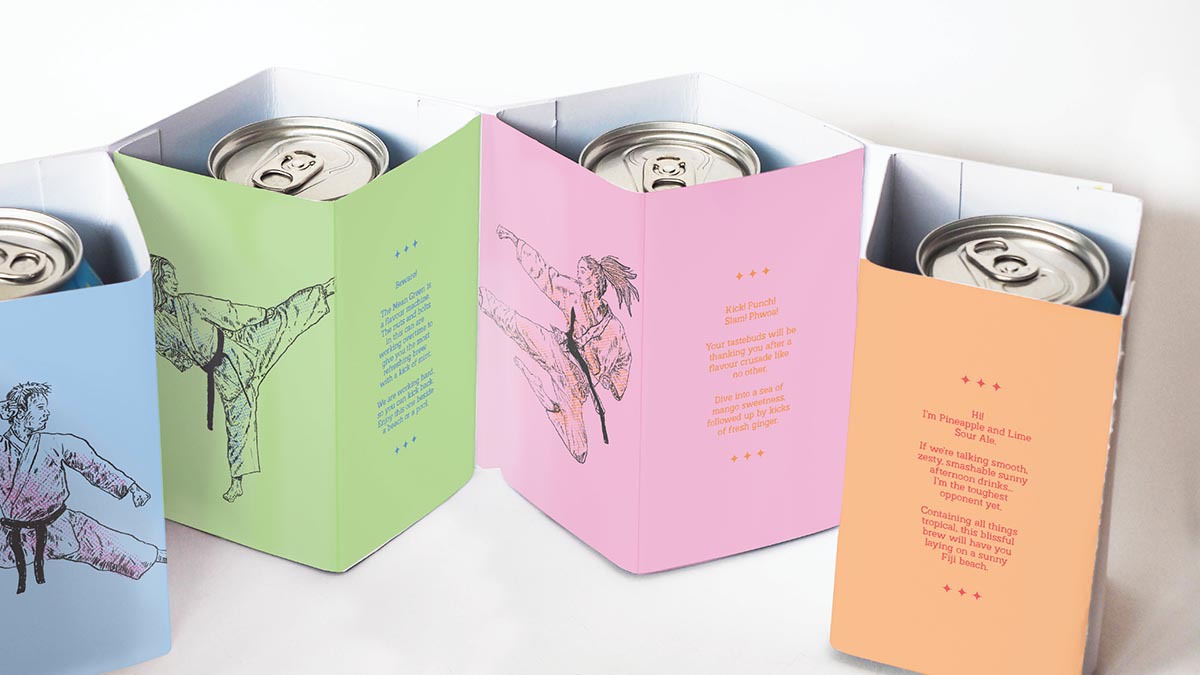 Beware!
The Mean Green is
a flavour machine.
The nuts and bolts
in this can are
working overtime to
give you the most
refreshing brew
with a kick of mint.
We are working hard,
so you can kick back.
Enjoy this one beside
a beach or a pool.
Kick! Punch!
Slam! Phwoa!
Your tastebuds will be
thanking you after a
flavour crusade like
no other.
Dive into a sea of
mango sweetness,
followed up by kicks
of fresh ginger.
Hi!
I'm Pineapple and Lime
Sour Ale.
If we're talking smooth,
zesty, smashable sunny
afternoon drinks...
I'm the toughest
opponent yet.
Containing all things
tropical, this blissful
brew will have you
laying on a sunny
Fiji beach.